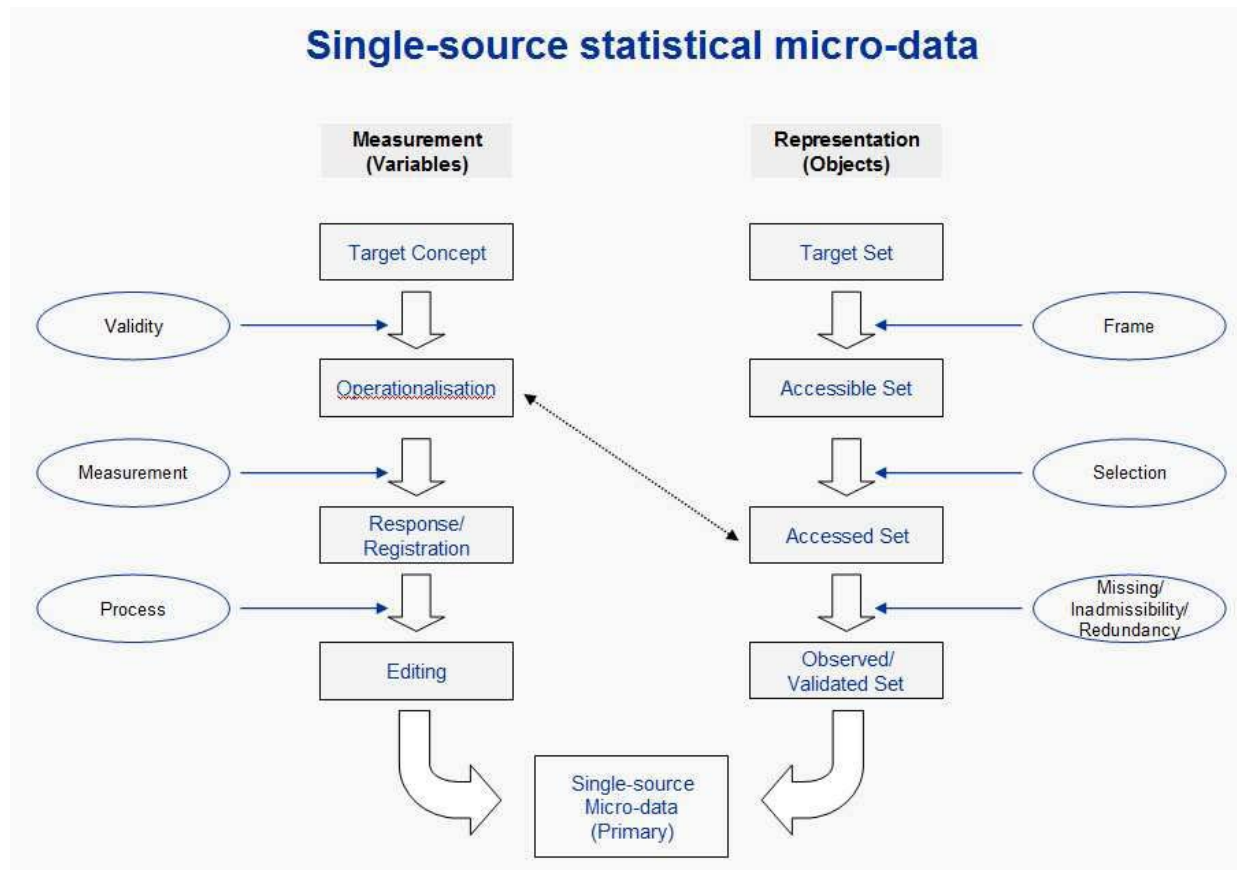 Single-source statistical micro-data
Measurement
(Variables)
Representation
(Objects)
Target Concept
Target Set
Validity
Frame
Operationalisation
Accessible Set
Measurement
Selection
Response/
Registration
Accessed Set
Process
Missing/
Inadmissibility/
Redundancy
Editing
Observed/
Validated Set
Single-source
Micro-data
(Primary)